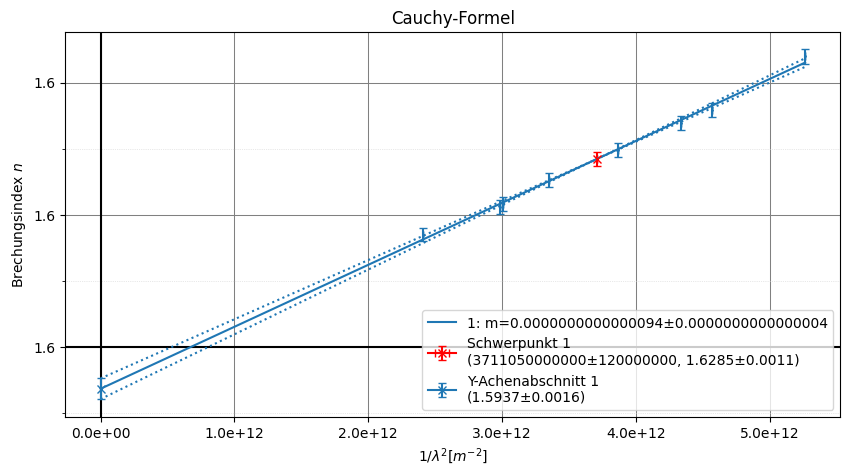 Cauchy-Formel
1.6
1.6
1.6
Brechungsindex n
0.0e+00 1.0e+12 2.0e+12 3.0e+12 4.0e+12 5.0e+12
1/λ²[m⁻²]
1: m=0.0000000000000094±0.0000000000000004
Schwerpunkt 1
(3711050000000±120000000, 1.6285±0.0011)
Y-Achenabschnitt 1
(1.5937±0.0016)